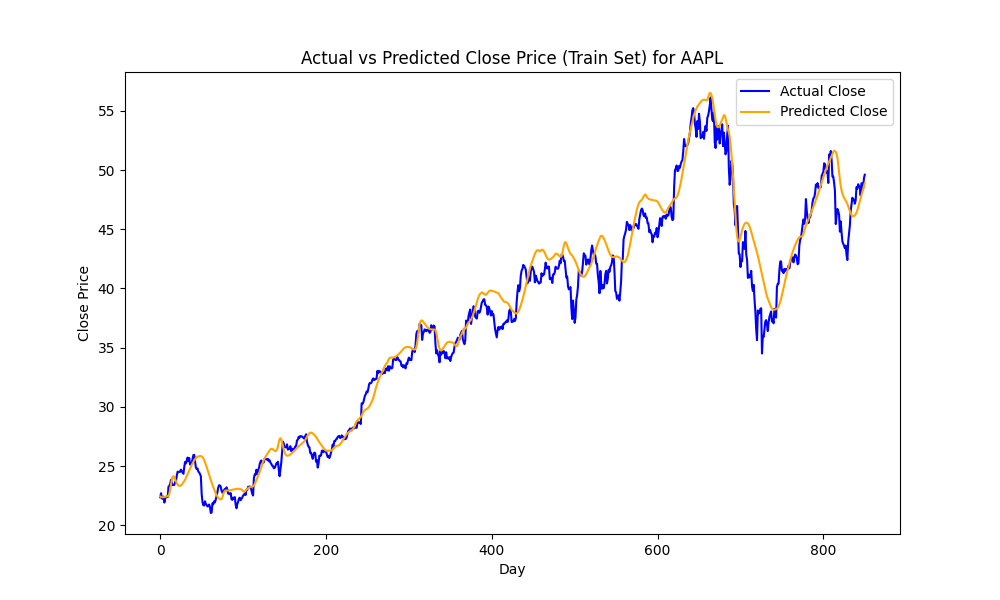 Actual vs Predicted Close Price (Train Set) for AAPL
Actual Close
Predicted Close
Close Price
55
50
45
40
35
30
25
20
0 200 400 600 800
Day